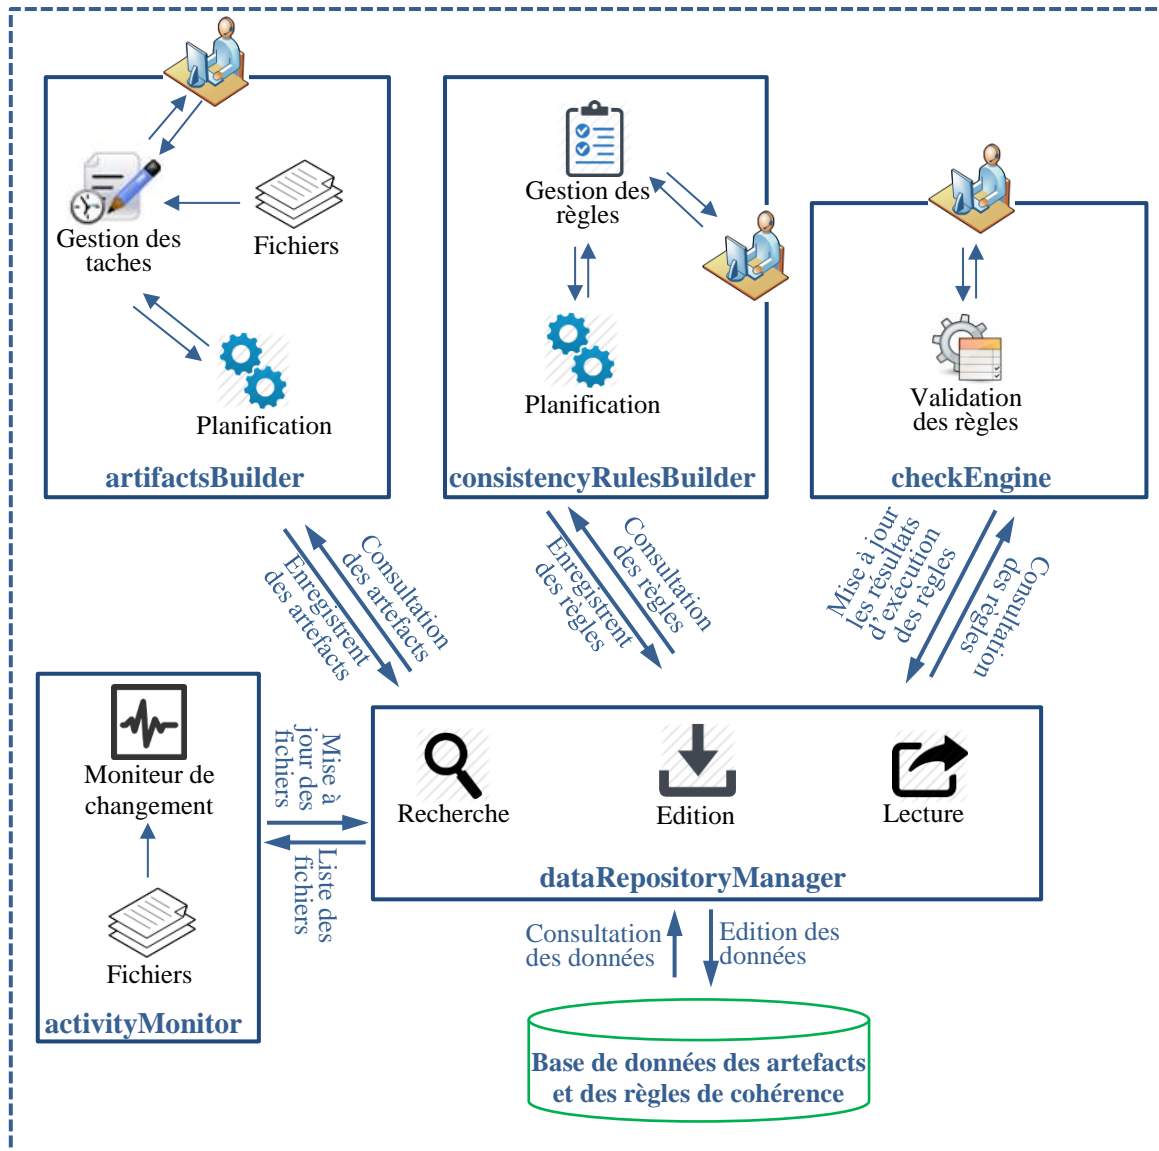 Gestion des
taches
Fichiers
Planification
artifactsBuilder
Gestion des
règles
Planification
consistencyRulesBuilder
Validation
des règles
checkEngine
Consultation
des artefacts
Enregistrent
des artefacts
Consultation
des règles
Enregistrent
des règles
Mise à jour
les résultats
d'exécution
des règles
Consultation
des règles
Moniteur de
changement
Fichiers
activityMonitor
Mise à
jour des
fichiers
Liste des
fichiers
Recherche
Edition
Lecture
dataRepositoryManager
Consultation
des données
Edition des
données
Base de données des artefacts
et des règles de cohérence